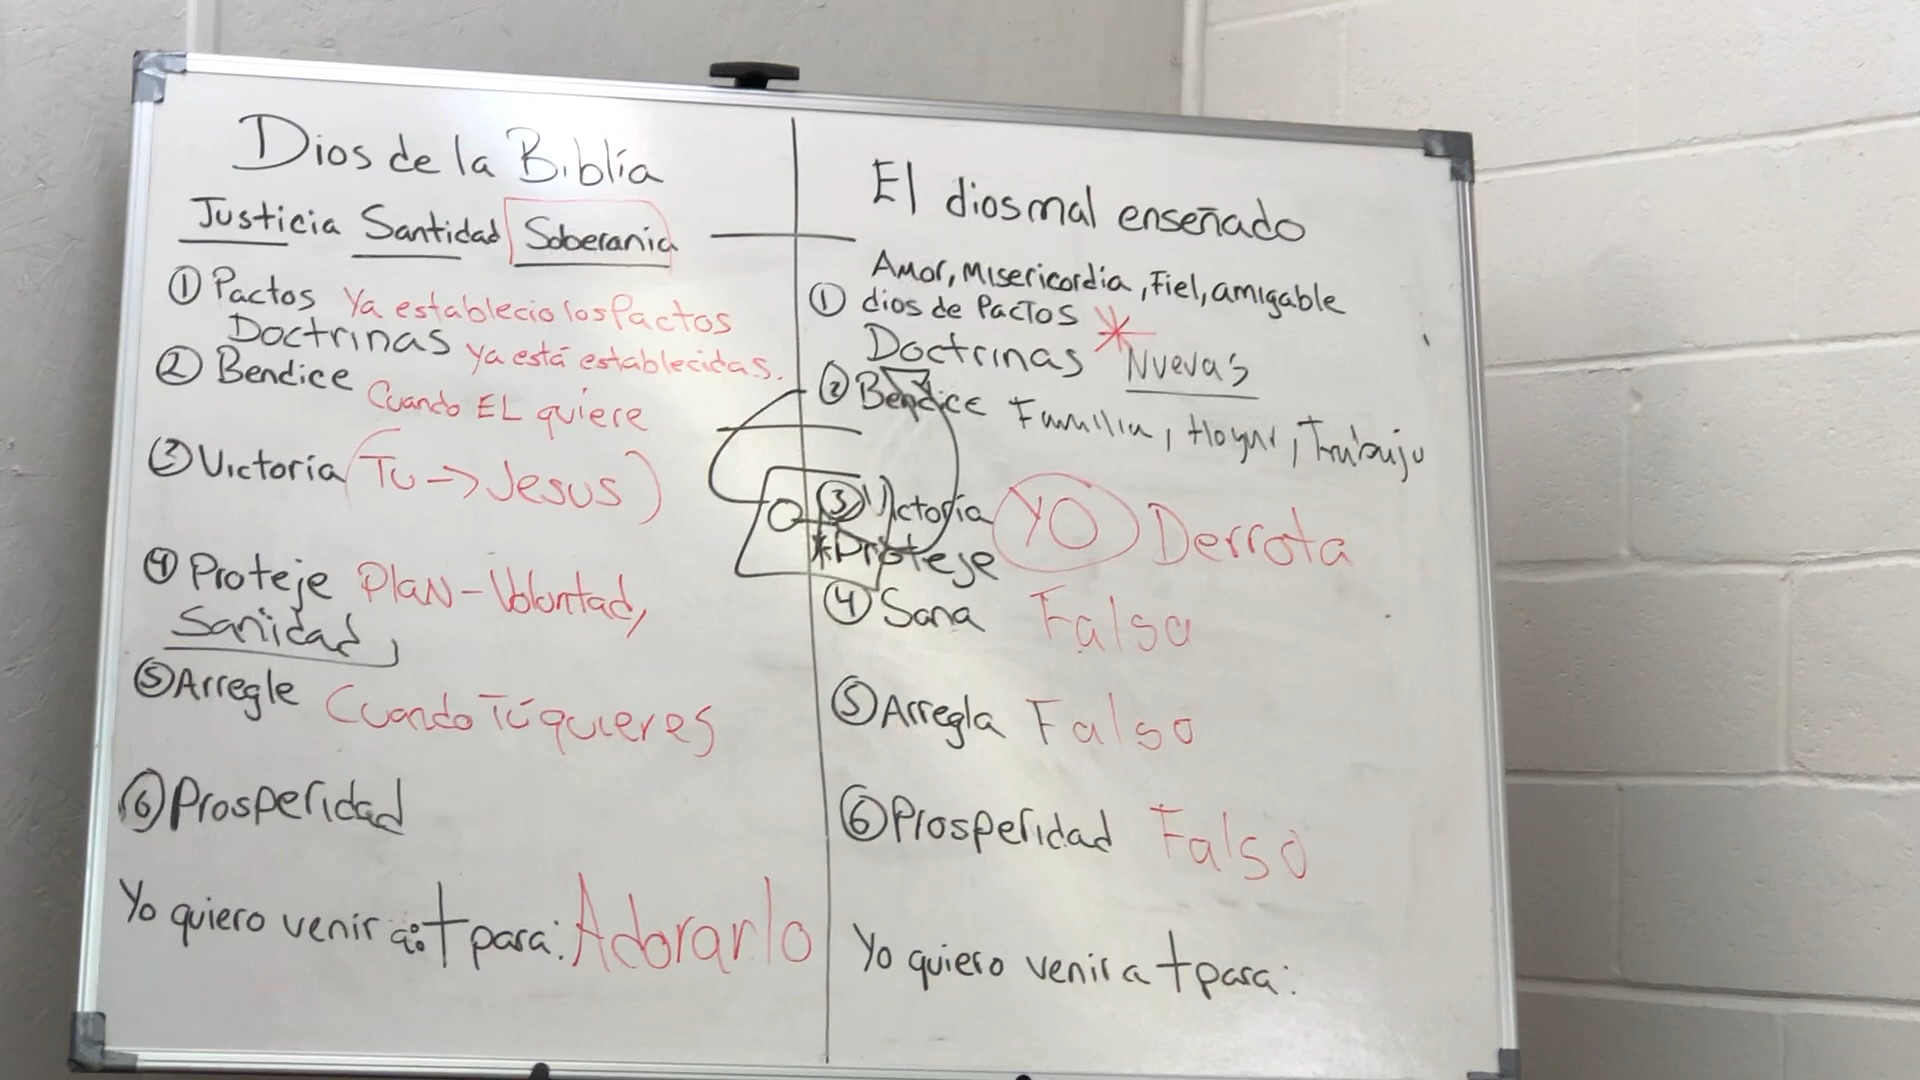 Dios de la Biblia
Justicia Santidad Soberania
① Pactos Ya establecio los Pactos
Doctrinas ya está establecidas.
② Bendice Cuando EL quiere
③ Victoria (Tu -> Jesus)
④ Proteje Plan - Voluntad,
Sanidad,
⑤ Arregle Cuando Tú quieres
⑥ Prosperidad
Yo quiero venir a † para: Adorarlo
El dios mal enseñado
Amor, Misericordia, Fiel, amigable
① dios de Pactos *
Doctrinas Nuevas
② Bendice Familia, Hogar, Trabajo
③ Victoria YO Derrota
*Proteje
④ Sana Falsa
⑤ Arregla Falso
⑥ Prosperidad Falso
Yo quiero venir a † para: